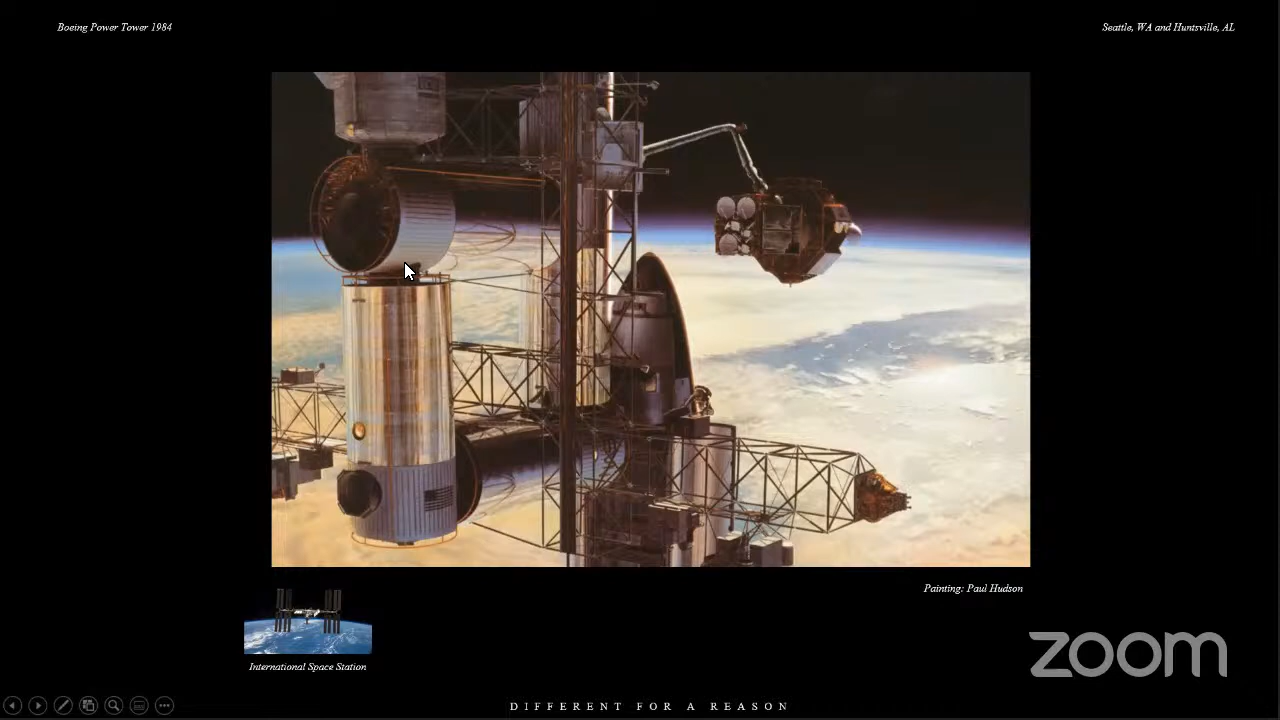 Boeing Power Tower 1984
Seattle, WA and Huntsville, AL
Painting: Paul Hudson
zoom
International Space Station
DIFFERENT FOR A REASON